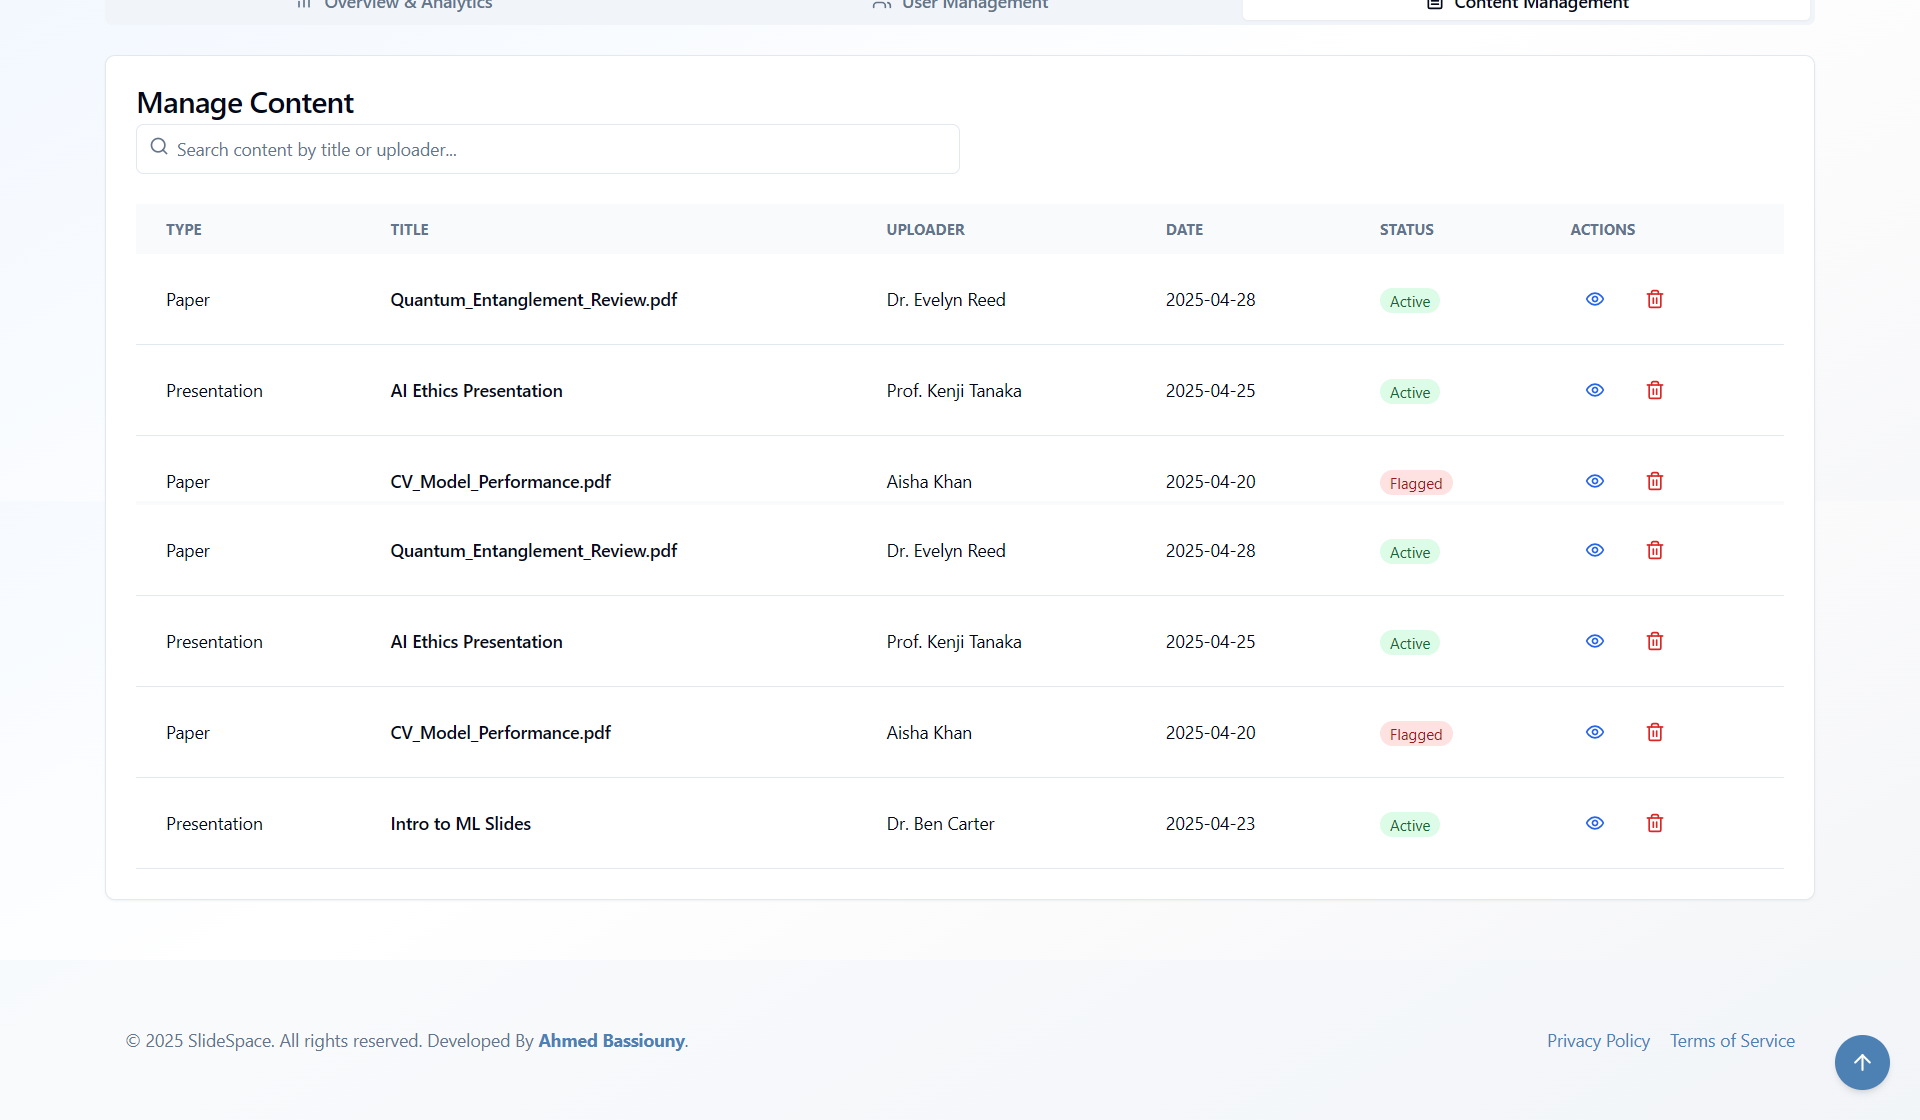 Overview & Analytics User Management Content Management
Manage Content
Search content by title or uploader...
TYPE TITLE UPLOADER DATE STATUS ACTIONS
Paper Quantum_Entanglement_Review.pdf Dr. Evelyn Reed 2025-04-28 Active
Presentation AI Ethics Presentation Prof. Kenji Tanaka 2025-04-25 Active
Paper CV_Model_Performance.pdf Aisha Khan 2025-04-20 Flagged
Paper Quantum_Entanglement_Review.pdf Dr. Evelyn Reed 2025-04-28 Active
Presentation AI Ethics Presentation Prof. Kenji Tanaka 2025-04-25 Active
Paper CV_Model_Performance.pdf Aisha Khan 2025-04-20 Flagged
Presentation Intro to ML Slides Dr. Ben Carter 2025-04-23 Active
© 2025 SlideSpace. All rights reserved. Developed By Ahmed Bassiouny. Privacy Policy Terms of Service